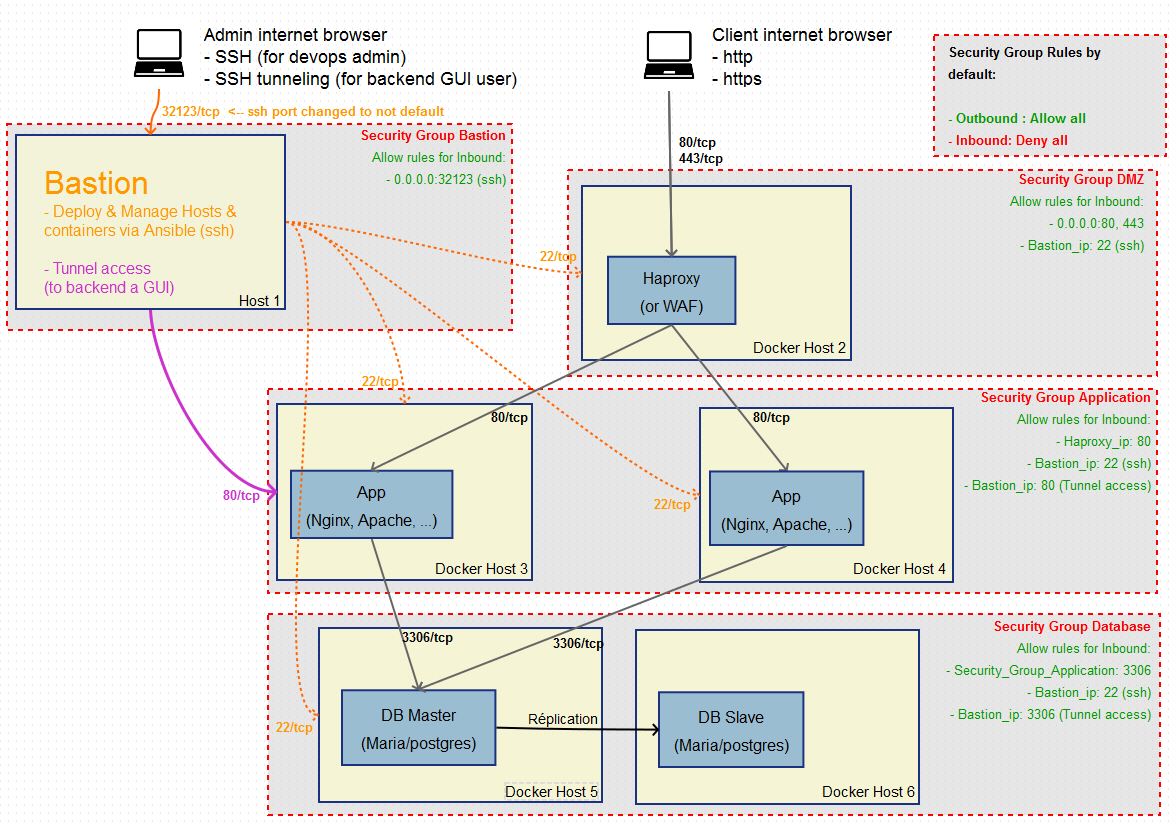 Admin internet browser
- SSH (for devops admin)
- SSH tunneling (for backend GUI user)
Client internet browser
- http
- https
Security Group Rules by
default:
- Outbound : Allow all
- Inbound: Deny all
32123/tcp <-- ssh port changed to not default
Security Group Bastion
Allow rules for Inbound:
- 0.0.0.0:32123 (ssh)
Bastion
- Deploy & Manage Hosts &
containers via Ansible (ssh)
- Tunnel access
(to backend a GUI)
Host 1
80/tcp
443/tcp
Security Group DMZ
Allow rules for Inbound:
- 0.0.0.0:80, 443
- Bastion_ip: 22 (ssh)
22/tcp
Haproxy
(or WAF)
Docker Host 2
22/tcp
Security Group Application
Allow rules for Inbound:
- Haproxy_ip: 80
- Bastion_ip: 22 (ssh)
- Bastion_ip: 80 (Tunnel access)
80/tcp
80/tcp
80/tcp
App
(Nginx, Apache, ...)
Docker Host 3
22/tcp
App
(Nginx, Apache, ...)
Docker Host 4
Security Group Database
Allow rules for Inbound:
- Security_Group_Application: 3306
- Bastion_ip: 22 (ssh)
- Bastion_ip: 3306 (Tunnel access)
3306/tcp
3306/tcp
22/tcp
DB Master
(Maria/postgres)
Docker Host 5
Réplication
DB Slave
(Maria/postgres)
Docker Host 6